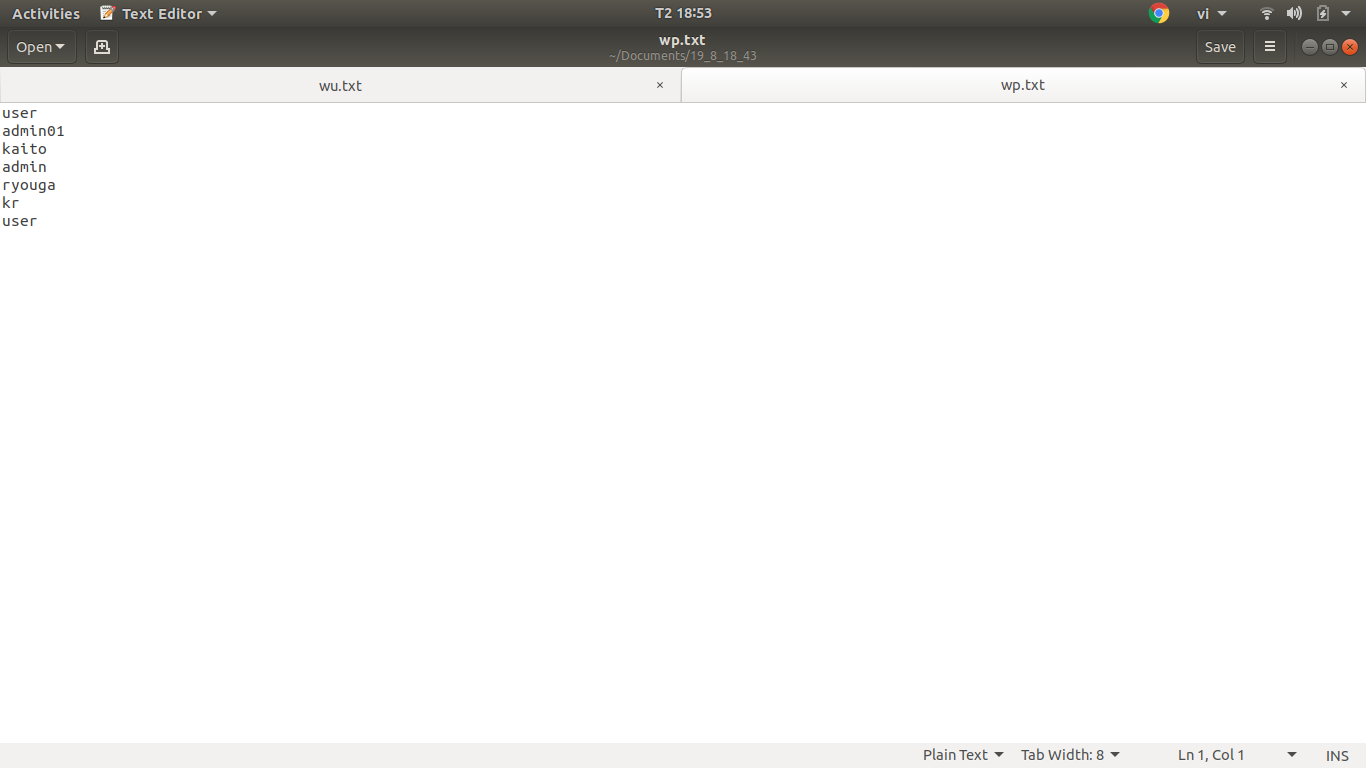 Activities Text Editor T2 18:53 vi
Open wp.txt Save
~/Documents/19_8_18_43
wu.txt × wp.txt ×
user
admin01
kaito
admin
ryouga
kr
user
Plain Text Tab Width: 8 Ln 1, Col 1 INS